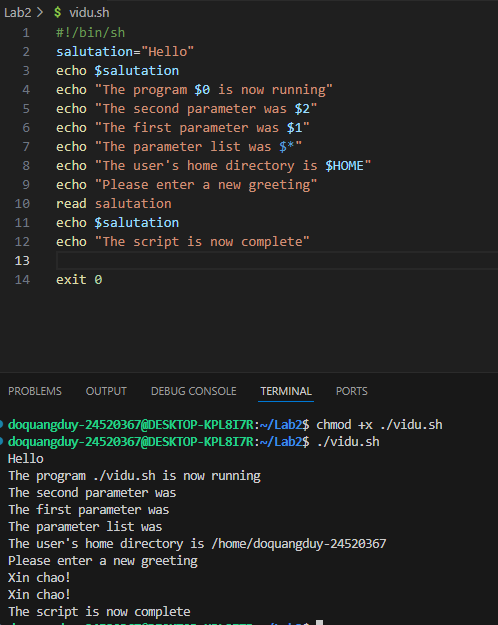 Lab2 > $ vidu.sh
1 #!/bin/sh
2 salutation="Hello"
3 echo $salutation
4 echo "The program $0 is now running"
5 echo "The second parameter was $2"
6 echo "The first parameter was $1"
7 echo "The parameter list was $*"
8 echo "The user's home directory is $HOME"
9 echo "Please enter a new greeting"
10 read salutation
11 echo $salutation
12 echo "The script is now complete"
13
14 exit 0
PROBLEMS OUTPUT DEBUG CONSOLE TERMINAL PORTS
doquangduy-24520367@DESKTOP-KPL8I7R:~/Lab2$ chmod +x ./vidu.sh
doquangduy-24520367@DESKTOP-KPL8I7R:~/Lab2$ ./vidu.sh
Hello
The program ./vidu.sh is now running
The second parameter was
The first parameter was
The parameter list was
The user's home directory is /home/doquangduy-24520367
Please enter a new greeting
Xin chao!
Xin chao!
The script is now complete